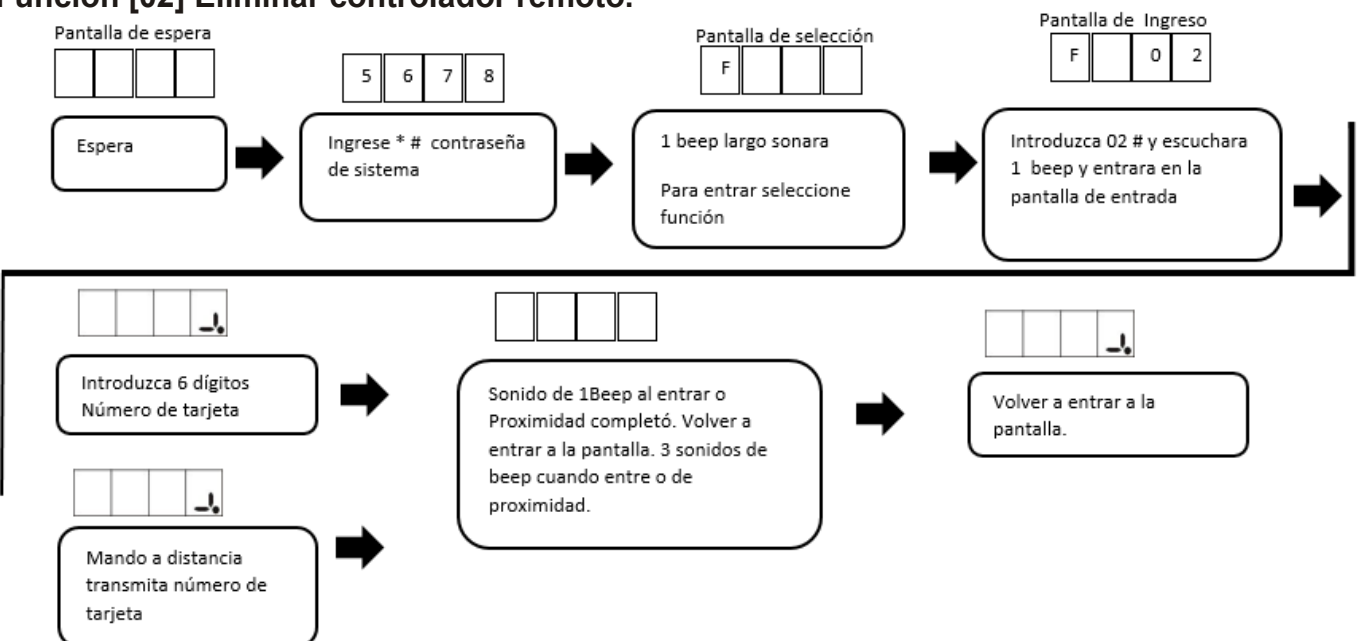 Función [02] Eliminar controlador remoto.
Pantalla de espera
Espera
5 6 7 8
Ingrese * # contraseña
de sistema
Pantalla de selección
F
1 beep largo sonara
Para entrar seleccione
función
Pantalla de Ingreso
F 0 2
Introduzca 02 # y escuchara
1 beep y entrara en la
pantalla de entrada
Introduzca 6 dígitos
Número de tarjeta
Mando a distancia
transmita número de
tarjeta
Sonido de 1Beep al entrar o
Proximidad completó. Volver a
entrar a la pantalla. 3 sonidos de
beep cuando entre o de
proximidad.
Volver a entrar a la
pantalla.